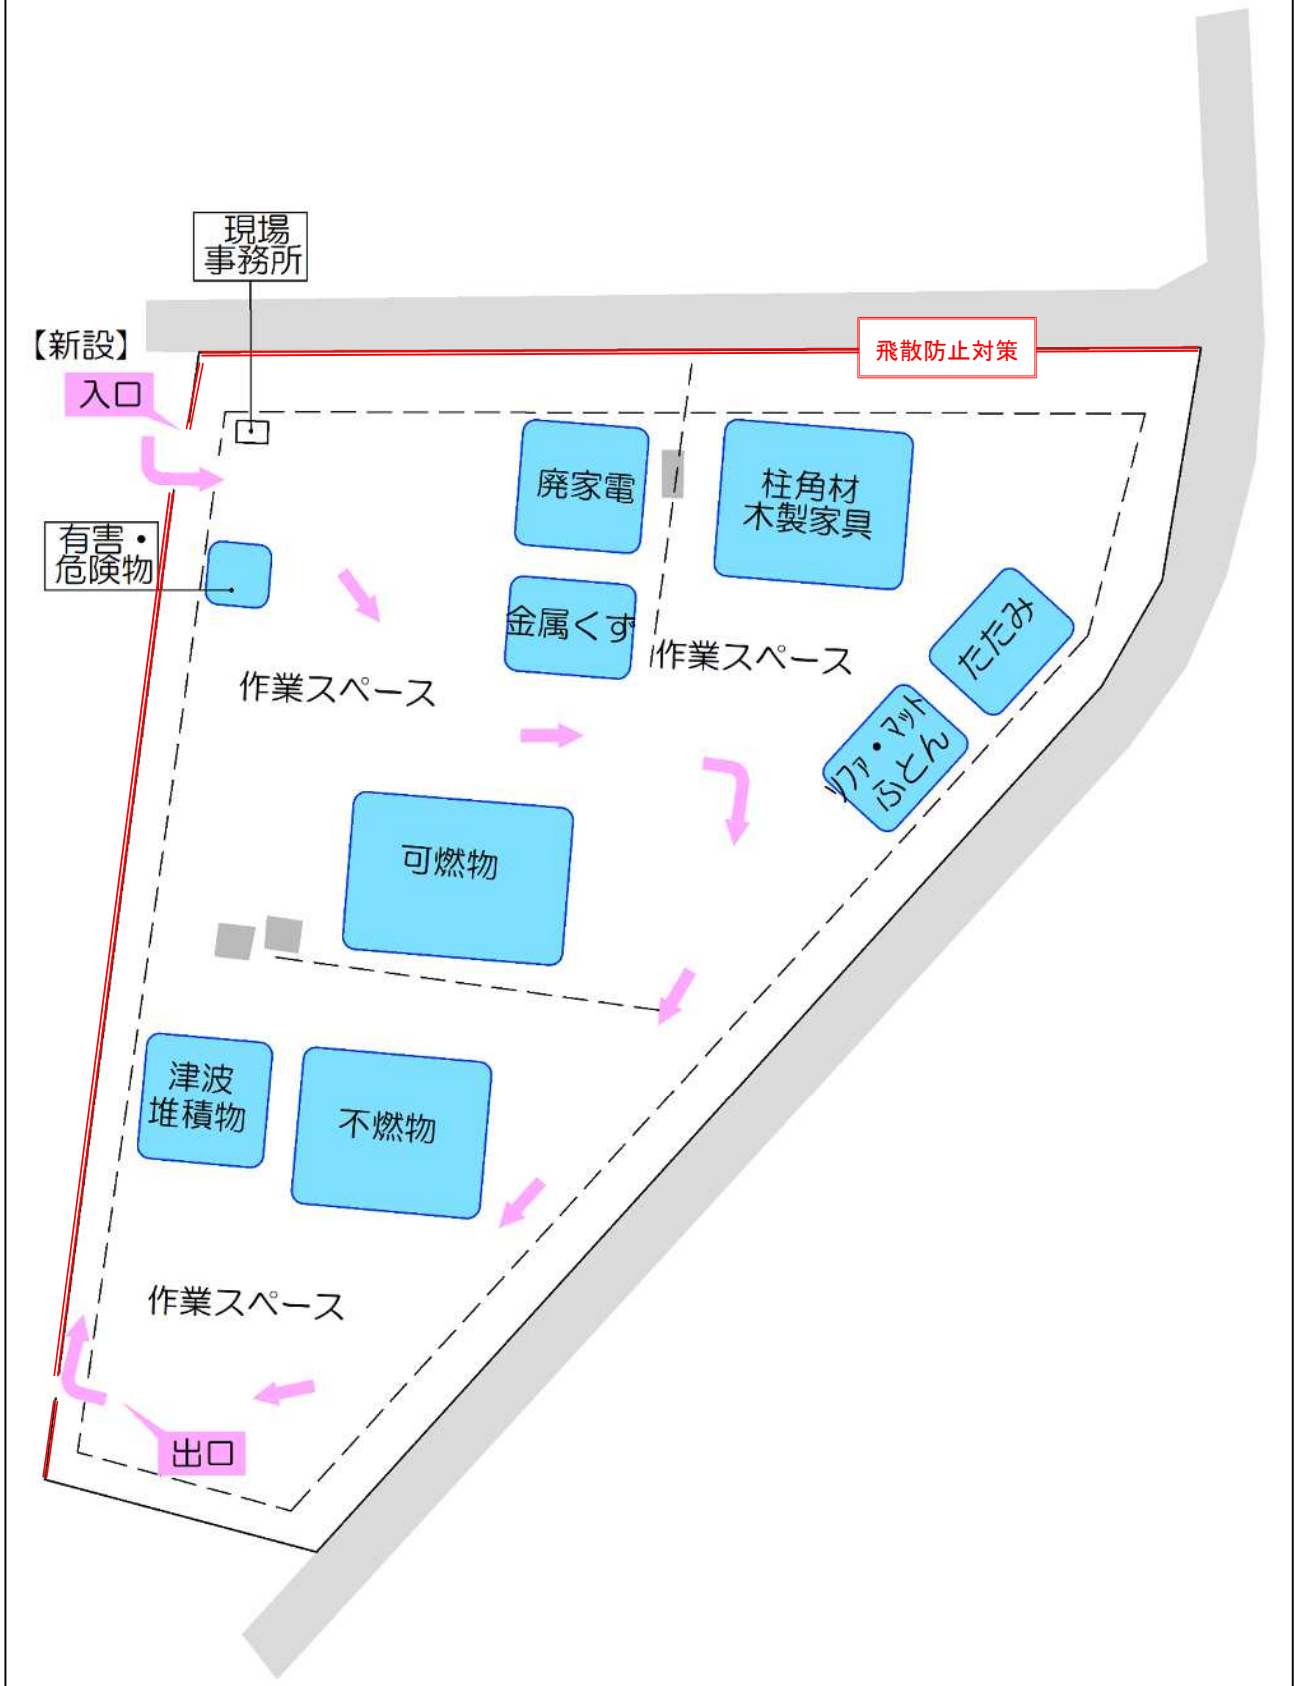 現場
事務所
【新設】
入口
飛散防止対策
有害・
危険物
廃家電
柱角材
木製家具
金属くず
作業スペース
作業スペース
たたみ
ソファ・マット
ふとん
可燃物
津波
堆積物
不燃物
作業スペース
出口